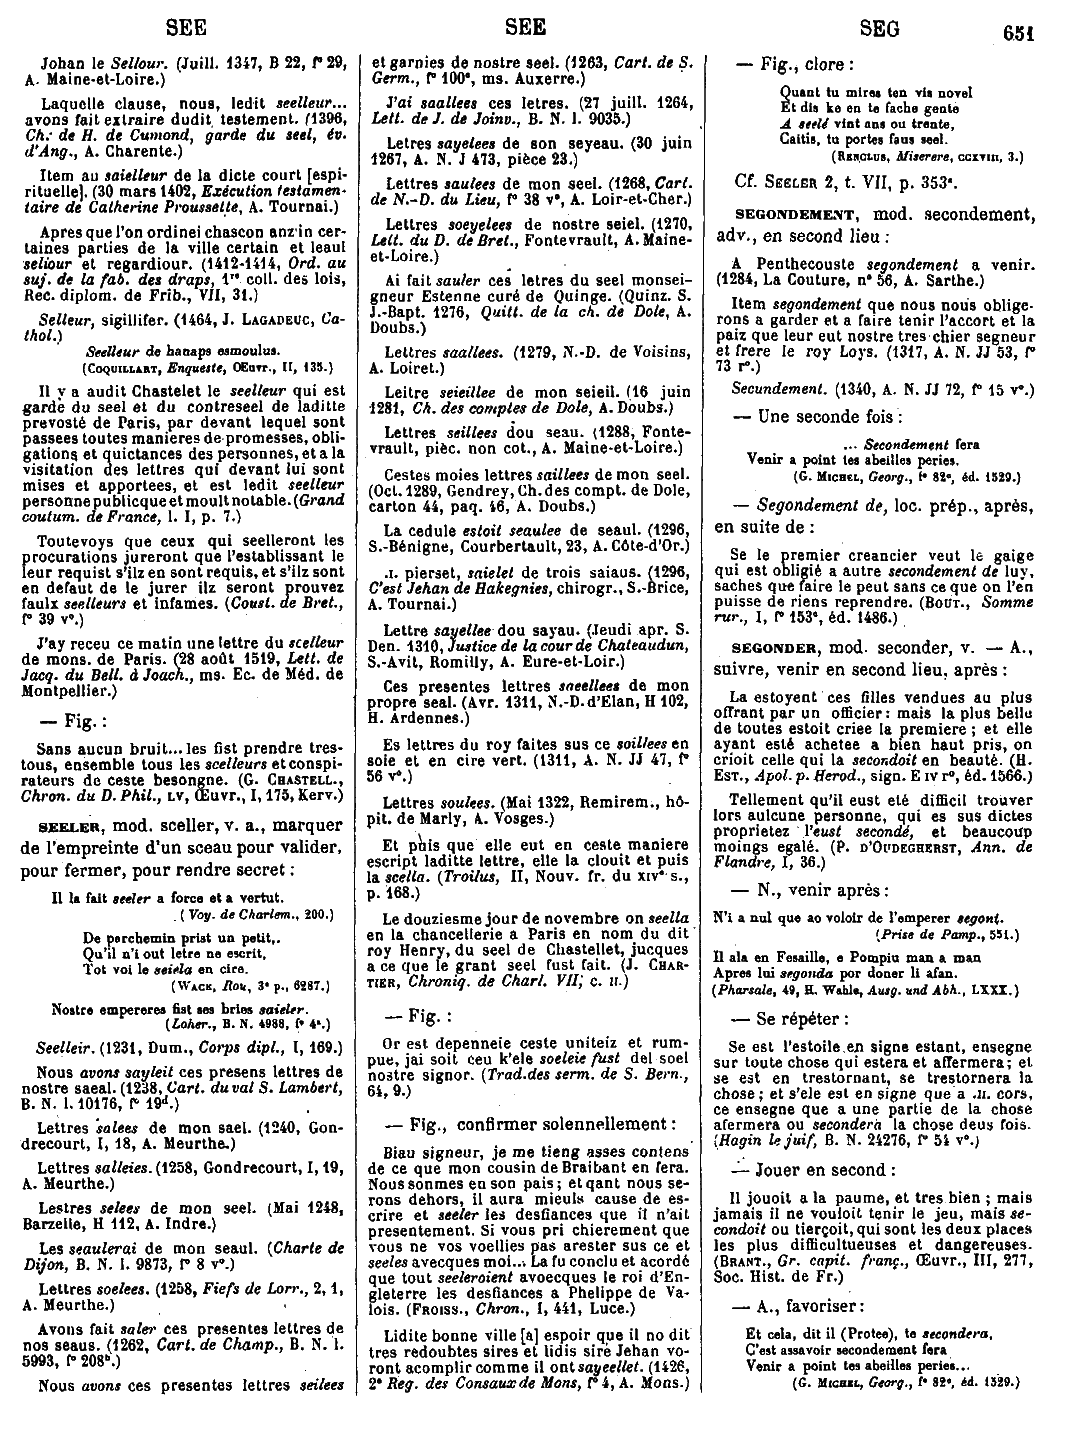 SEE
SEE
SEG
651
Johan le Sellour. (Juill. 1347, B 22, f° 29,
A. Maine-et-Loire.)
Laquelle clause, nous, ledit seelleur...
avons fait extraire dudit testement. (1396,
Ch. de H. de Cumond, garde du seel, év.
d'Ang., A. Charente.)
Item au saielleur de la dicte court [espi-
rituelle]. (30 mars 1402, Exécution testamen-
taire de Catherine Proussette, A. Tournai.)
Apres que l'on ordinei chascon anz in cer-
taines parties de la ville certain et leaul
seliour et regardiour. (1412-1414, Ord. au
suj. de la fab. des draps, 1re coll. des lois,
Rec. diplom. de Frib., VII, 31.)
Selleur, sigillifer. (1464, J. LAGADEUC, Ca-
thol.)
Seelleur de hanaps esmoulus.
(COQUILLART, Enqueste, Œuvr., II, 135.)
Il y a audit Chastelet le seelleur qui est
garde du seel et du contreseel de laditte
prevosté de Paris, par devant lequel sont
passees toutes manieres de promesses, obli-
gations et quictances des personnes, et a la
visitation des lettres qui devant lui sont
mises et apportees, et est ledit seelleur
personne publicque et moult notable. (Grand
coutum. de France, l. I, p. 7.)
Toutevoys que ceux qui seelleront les
procurations jureront que l'establissant le
leur requist s'ilz en sont requis, et s'ilz sont
en defaut de le jurer ilz seront prouvez
faulx seelleurs et infames. (Coust. de Bret.,
f° 39 v°.)
J'ay receu ce matin une lettre du scelleur
de mons. de Paris. (28 août 1519, Lett. de
Jacq. du Bell. à Joach., ms. Ec. de Méd. de
Montpellier.)
— Fig. :
Sans aucun bruit... les fist prendre tres-
tous, ensemble tous les scelleurs et conspi-
rateurs de ceste besongne. (G. CHASTELL.,
Chron. du D. Phil., LV, Œuvr., I, 175, Kerv.)
SEELER, mod. sceller, v. a., marquer
de l'empreinte d'un sceau pour valider,
pour fermer, pour rendre secret :
Il la fait seeler a force et a vertut.
(Voy. de Charlem., 200.)
De parchemin prist un petit,
Qu'il n'i out letre ne escrit,
Tot voi le seiela en cire.
(WACE, Rou, 3e p., 6287.)
Nostre empereres fist ses bries saieler.
(Loher., B. N. 4988, f° 4a.)
Seelleir. (1231, Dum., Corps dipl., I, 169.)
Nous avons sayleit ces presens lettres de
nostre saeal. (1238, Cart. du val S. Lambert,
B. N. l. 10176, f° 19d.)
Lettres salees de mon sael. (1240, Gon-
drecourt, I, 18, A. Meurthe.)
Lettres salleies. (1258, Gondrecourt, I, 19,
A. Meurthe.)
Lestres selees de mon seel. (Mai 1248,
Barzelle, H 112, A. Indre.)
Les seaulerai de mon seaul. (Charte de
Dijon, B. N. l. 9873, f° 8 v°.)
Lettres soelees. (1258, Fiefs de Lorr., 2, 1,
A. Meurthe.)
Avons fait saler ces presentes lettres de
nos seaus. (1262, Cart. de Champ., B. N. l.
5993, f° 208b.)
Nous avons ces presentes lettres seilees
et garnies de nostre seel. (1263, Cart. de S.
Germ., f° 100a, ms. Auxerre.)
J'ai saallees ces letres. (27 juill. 1264,
Lett. de J. de Joinv., B. N. l. 9035.)
Letres sayelees de son seyeau. (30 juin
1267, A. N. J 473, pièce 23.)
Lettres saulees de mon seel. (1268, Cart.
de N.-D. du Lieu, f° 38 v°, A. Loir-et-Cher.)
Lettres soeyelees de nostre seiel. (1270,
Lett. du D. de Bret., Fontevrault, A. Maine-
et-Loire.)
Ai fait sauler ces letres du seel monsei-
gneur Estenne curé de Quinge. (Quinz. S.
J.-Bapt. 1276, Quitt. de la ch. de Dole, A.
Doubs.)
Lettres saallees. (1279, N.-D. de Voisins,
A. Loiret.)
Leitre seieillee de mon seieil. (16 juin
1281, Ch. des comptes de Dole, A. Doubs.)
Lettres seillees dou seau. (1288, Fonte-
vrault, pièc. non cot., A. Maine-et-Loire.)
Cestes moies lettres saillees de mon seel.
(Oct. 1289, Gendrey, Ch. des compt. de Dole,
carton 44, paq. 46, A. Doubs.)
La cedule estoit seaulee de seaul. (1296,
S.-Bénigne, Courbertault, 23, A. Côte-d'Or.)
.I. pierset, saielet de trois saiaus. (1296,
C'est Jehan de Hakegnies, chirogr., S.-Brice,
A. Tournai.)
Lettre sayellee dou sayau. (Jeudi apr. S.
Den. 1310, Justice de la cour de Chateaudun,
S.-Avit, Romilly, A. Eure-et-Loir.)
Ces presentes lettres saeellees de mon
propre seal. (Avr. 1311, N.-D. d'Elan, H 102,
H. Ardennes.)
Es lettres du roy faites sus ce soillees en
soie et en cire vert. (1311, A. N. JJ 47, f°
56 v°.)
Lettres soulees. (Mai 1322, Remirem., hô-
pit. de Marly, A. Vosges.)
Et puis que elle eut en ceste maniere
escript laditte lettre, elle la clouit et puis
la scella. (Troilus, II, Nouv. fr. du XIVe s.,
p. 168.)
Le douziesme jour de novembre on seella
en la chancellerie a Paris en nom du dit
roy Henry, du seel de Chastellet, jucques
a ce que le grant seel fust fait. (J. CHAR-
TIER, Chroniq. de Charl. VII, c. II.)
— Fig. :
Or est depenneie ceste uniteiz et rum-
pue, jai soit ceu k'ele soeleie fust del soel
nostre signor. (Trad. des serm. de S. Bern.,
64, 9.)
— Fig., confirmer solennellement :
Biau signeur, je me tieng asses contens
de ce que mon cousin de Braibant en fera.
Nous sonmes en son pais ; et qant nous se-
rons dehors, il aura mieuls cause de es-
crire et seeler les desfiances que il n'ait
presentement. Si vous pri chierement que
vous ne vos voellies pas arester sus ce et
seeles avecques moi... La fu conclu et acordé
que tout seeleroient avoecques le roi d'En-
gleterre les desfiances a Phelippe de Va-
lois. (FROISS., Chron., I, 441, Luce.)
Lidite bonne ville [a] espoir que il no dit
tres redoubtes sires et lidis sire Jehan vo-
ront acomplir comme il ont sayeellet. (1426,
2e Reg. des Consaux de Mons, f° 4, A. Mons.)
— Fig., clore :
Quant tu miras ten vis novel
Et dis ke en te fache gente
A seelé vint ans ou trente,
Caitis, tu portes faus seel.
(RENCLUS, Miserere, CCXVIII, 3.)
Cf. SEELER 2, t. VII, p. 353a.
SEGONDEMENT, mod. secondement,
adv., en second lieu :
A Penthecouste segondement a venir.
(1284, La Couture, n° 56, A. Sarthe.)
Item segondement que nous nous oblige-
rons a garder et a faire tenir l'accort et la
paiz que leur eut nostre tres chier segneur
et frere le roy Loys. (1317, A. N. JJ 53, f°
73 r°.)
Secundement. (1340, A. N. JJ 72, f° 15 v°.)
— Une seconde fois :
... Secondement fera
Venir a point tes abeilles peries.
(G. MICHEL, Georg., f° 82a, éd. 1529.)
— Segondement de, loc. prép., après,
en suite de :
Se le premier creancier veut le gaige
qui est obligié a autre secondement de luy,
saches que faire le peut sans ce que on l'en
puisse de riens reprendre. (BOUT., Somme
rur., I, f° 153a, éd. 1486.)
SEGONDER, mod. seconder, v. — A.,
suivre, venir en second lieu, après :
La estoyent ces filles vendues au plus
offrant par un officier : mais la plus belle
de toutes estoit criee la premiere ; et elle
ayant esté achetee a bien haut pris, on
crioit celle qui la secondoit en beauté. (H.
EST., Apol. p. Herod., sign. E IV r°, éd. 1566.)
Tellement qu'il eust eté difficil trouver
lors aulcune personne, qui es sus dictes
proprietez l'eust secondé, et beaucoup
moings egalé. (P. D'OUDEGHERST, Ann. de
Flandre, I, 36.)
— N., venir après :
N'i a nul que ao voloir de l'emperer segont.
(Prise de Pamp., 551.)
Il ala en Fesaille, e Pompiu man a man
Apres lui segonda por doner li afan.
(Pharsale, 49, H. Wahle, Ausg. und Abh., LXXX.)
— Se répéter :
Se est l'estoile en signe estant, ensegne
sur toute chose qui estera et affermera ; et
se est en trestornant, se trestornera la
chose ; et s'ele est en signe que a .II. cors,
ce ensegne que a une partie de la chose
afermera ou secondera la chose deus fois.
(Hagin le juif, B. N. 24276, f° 54 v°.)
— Jouer en second :
Il jouoit a la paume, et tres bien ; mais
jamais il ne vouloit tenir le jeu, mais se-
condoit ou tierçoit, qui sont les deux places
les plus difficultueuses et dangereuses.
(BRANT., Gr. capit. franç., Œuvr., III, 277,
Soc. Hist. de Fr.)
— A., favoriser :
Et cela, dit il (Protee), te secondera,
C'est assavoir secondement fera
Venir a point tes abeilles peries...
(G. MICHEL, Georg., f° 82a, éd. 1529.)